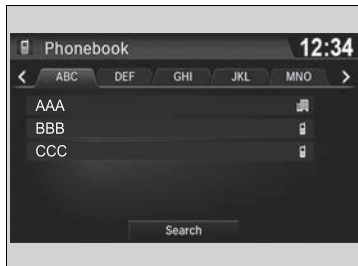 Phonebook 12:34
ABC DEF GHI JKL MNO
AAA
BBB
CCC
Search